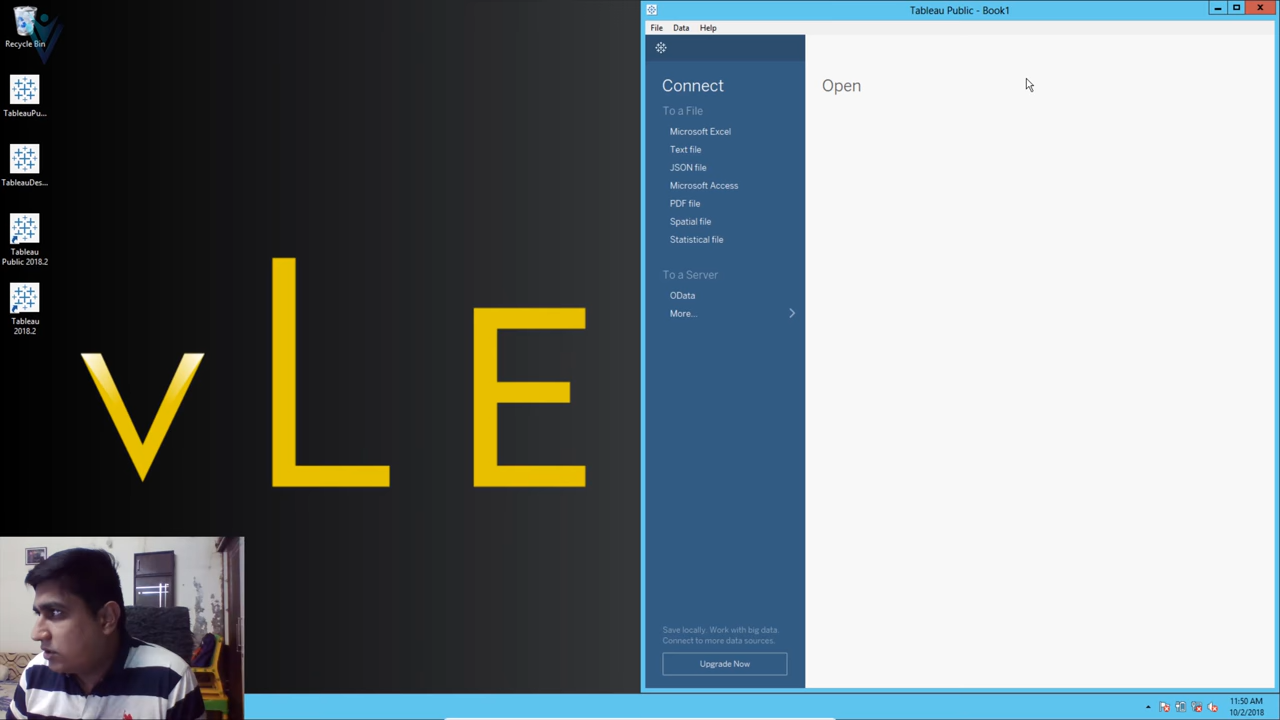 Recycle Bin
TableauPu...
TableauDes...
Tableau
Public 2018.2
Tableau
2018.2
vLE
Tableau Public - Book1
File Data Help
Connect
To a File
Microsoft Excel
Text file
JSON file
Microsoft Access
PDF file
Spatial file
Statistical file
To a Server
OData
More...
Save locally. Work with big data.
Connect to more data sources.
Upgrade Now
Open
11:50 AM
10/2/2018